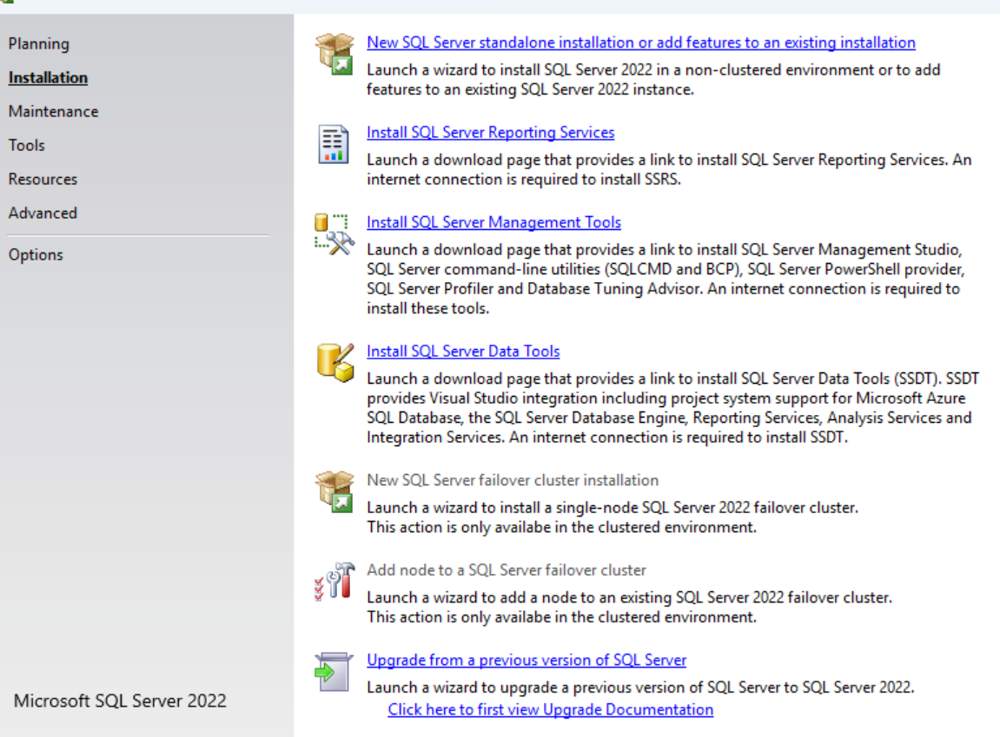 Planning
Installation
Maintenance
Tools
Resources
Advanced
Options
Microsoft SQL Server 2022
New SQL Server standalone installation or add features to an existing installation
Launch a wizard to install SQL Server 2022 in a non-clustered environment or to add
features to an existing SQL Server 2022 instance.
Install SQL Server Reporting Services
Launch a download page that provides a link to install SQL Server Reporting Services. An
internet connection is required to install SSRS.
Install SQL Server Management Tools
Launch a download page that provides a link to install SQL Server Management Studio,
SQL Server command-line utilities (SQLCMD and BCP), SQL Server PowerShell provider,
SQL Server Profiler and Database Tuning Advisor. An internet connection is required to
install these tools.
Install SQL Server Data Tools
Launch a download page that provides a link to install SQL Server Data Tools (SSDT). SSDT
provides Visual Studio integration including project system support for Microsoft Azure
SQL Database, the SQL Server Database Engine, Reporting Services, Analysis Services and
Integration Services. An internet connection is required to install SSDT.
New SQL Server failover cluster installation
Launch a wizard to install a single-node SQL Server 2022 failover cluster.
This action is only availabe in the clustered environment.
Add node to a SQL Server failover cluster
Launch a wizard to add a node to an existing SQL Server 2022 failover cluster.
This action is only availabe in the clustered environment.
Upgrade from a previous version of SQL Server
Launch a wizard to upgrade a previous version of SQL Server to SQL Server 2022.
Click here to first view Upgrade Documentation